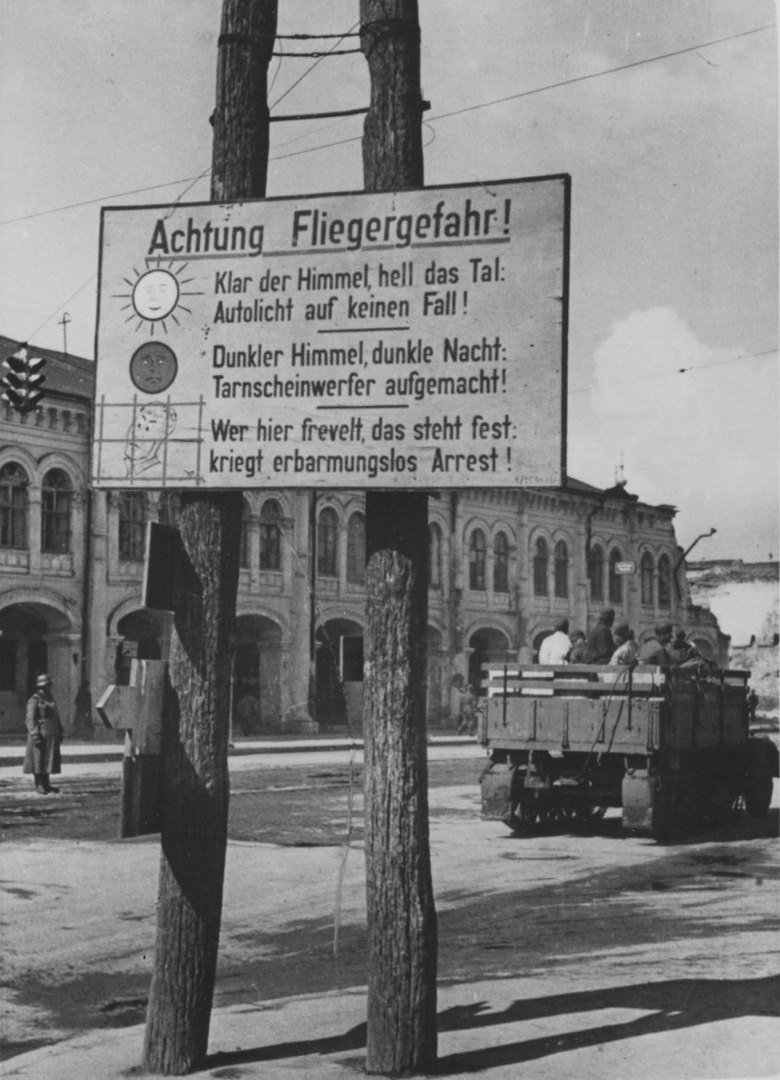 Achtung Fliegergefahr!
Klar der Himmel, hell das Tal:
Autolicht auf keinen Fall!
Dunkler Himmel, dunkle Nacht:
Tarnscheinwerfer aufgemacht!
Wer hier frevelt, das steht fest:
kriegt erbarmungslos Arrest!